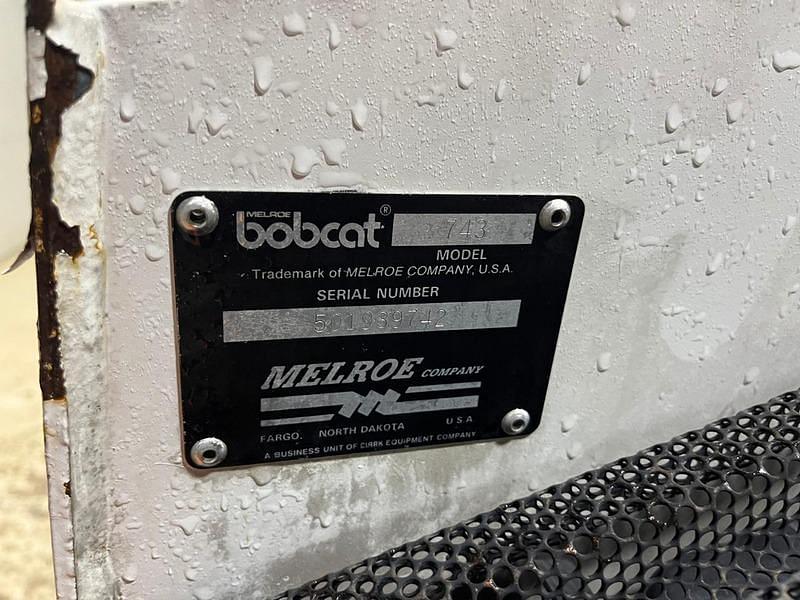 MELROE
bobcat® 743
MODEL
Trademark of MELROE COMPANY, U.S.A.
SERIAL NUMBER
501939742
MELROE COMPANY
FARGO, NORTH DAKOTA U S A
A BUSINESS UNIT OF CLARK EQUIPMENT COMPANY